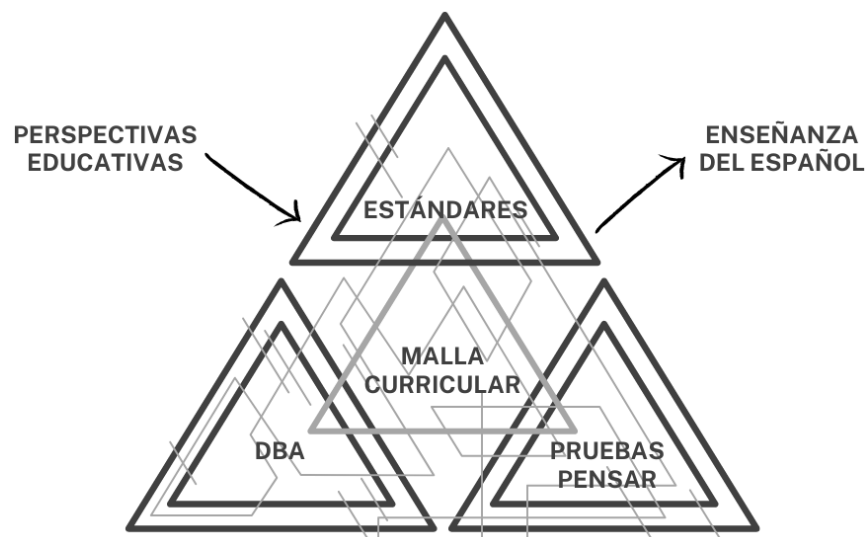 PERSPECTIVAS
EDUCATIVAS
ENSEÑANZA
DEL ESPAÑOL
ESTÁNDARES
MALLA
CURRICULAR
DBA
PRUEBAS
PENSAR